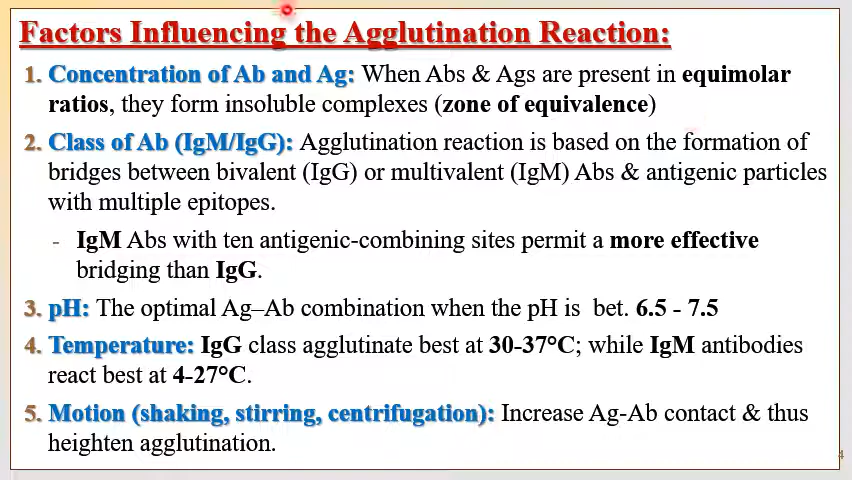 Factors Influencing the Agglutination Reaction:
1. Concentration of Ab and Ag: When Abs & Ags are present in equimolar
ratios, they form insoluble complexes (zone of equivalence)
2. Class of Ab (IgM/IgG): Agglutination reaction is based on the formation of
bridges between bivalent (IgG) or multivalent (IgM) Abs & antigenic particles
with multiple epitopes.
- IgM Abs with ten antigenic-combining sites permit a more effective
bridging than IgG.
3. pH: The optimal Ag–Ab combination when the pH is bet. 6.5 - 7.5
4. Temperature: IgG class agglutinate best at 30-37°C; while IgM antibodies
react best at 4-27°C.
5. Motion (shaking, stirring, centrifugation): Increase Ag-Ab contact & thus
heighten agglutination.
4